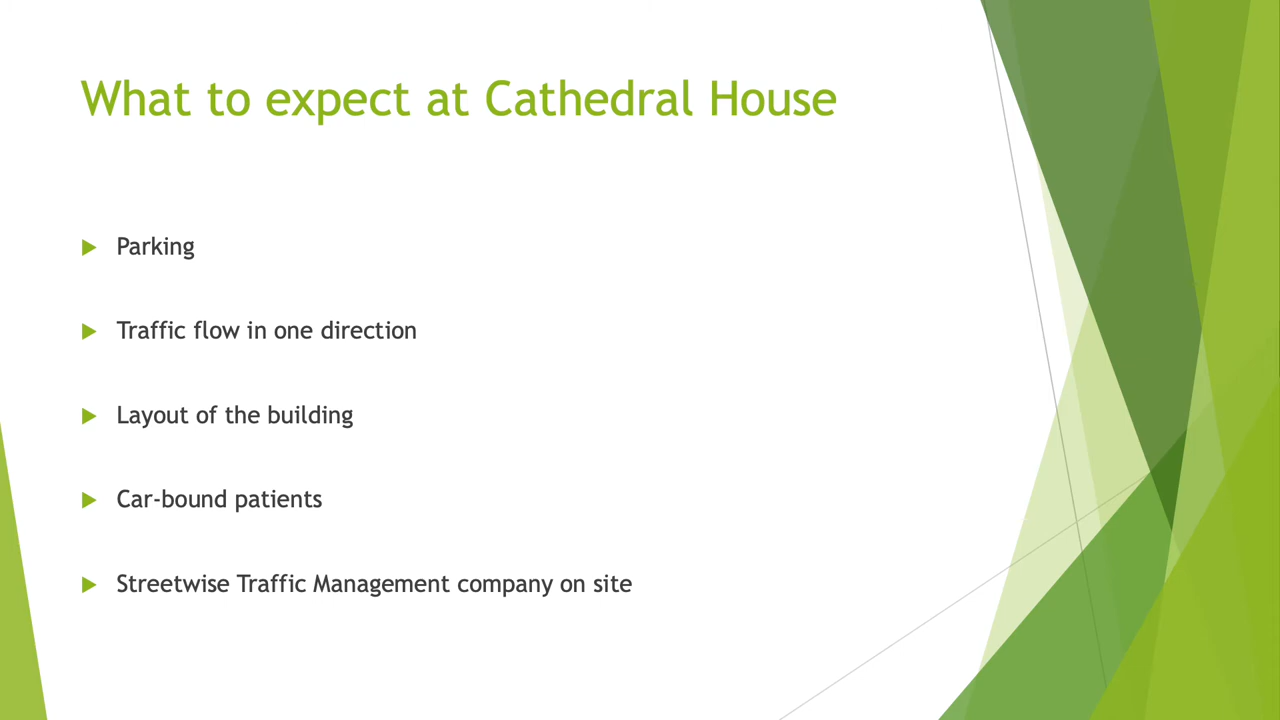 What to expect at Cathedral House
Parking
Traffic flow in one direction
Layout of the building
Car-bound patients
Streetwise Traffic Management company on site